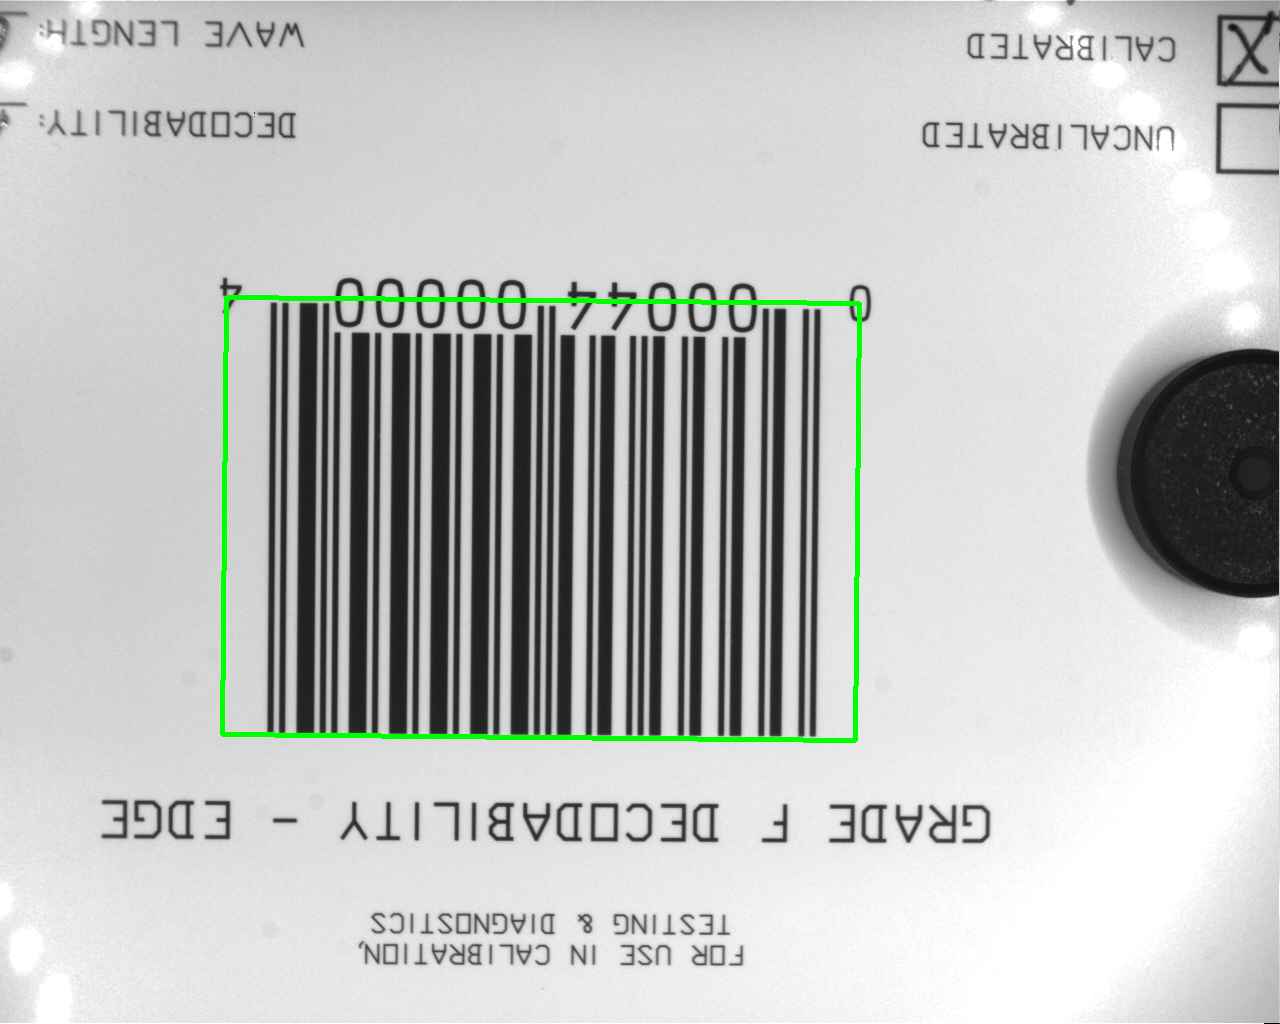 FOR USE IN CALIBRATION,
TESTING & DIAGNOSTICS
GRADE F DECODABILITY - EDGE
0 00044 00000 4
UNCALIBRATED DECODABILITY:
X CALIBRATED WAVE LENGTH: